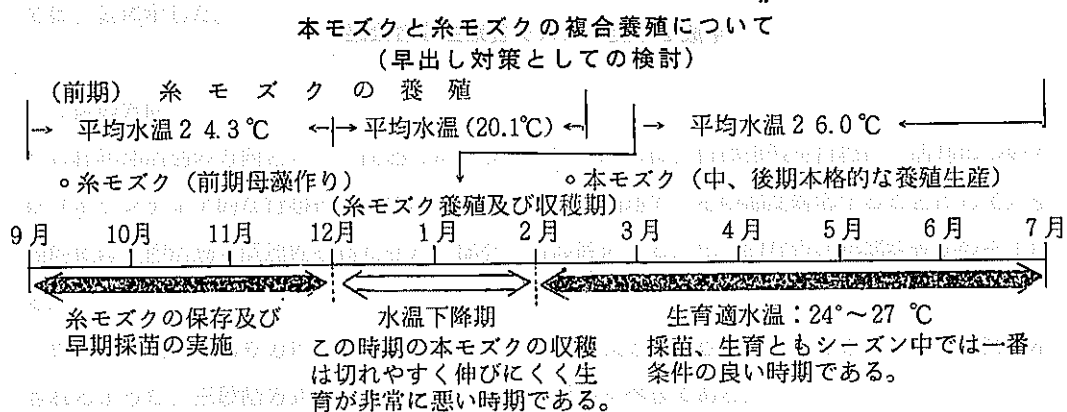 本モズクと糸モズクの複合養殖について
(早出し対策としての検討)
(前期) 糸モズクの養殖
平均水温24.3℃ 平均水温(20.1℃) 平均水温26.0℃
○糸モズク(前期母藻作り) ○本モズク(中、後期本格的な養殖生産)
(糸モズク養殖及び収穫期)
9月 10月 11月 12月 1月 2月 3月 4月 5月 6月 7月
糸モズクの保存及び
早期採苗の実施
水温下降期
この時期の本モズクの収穫
は切れやすく伸びにくく生
育が非常に悪い時期である。
生育適水温:24°~27℃
採苗、生育ともシーズン中では一番
条件の良い時期である。